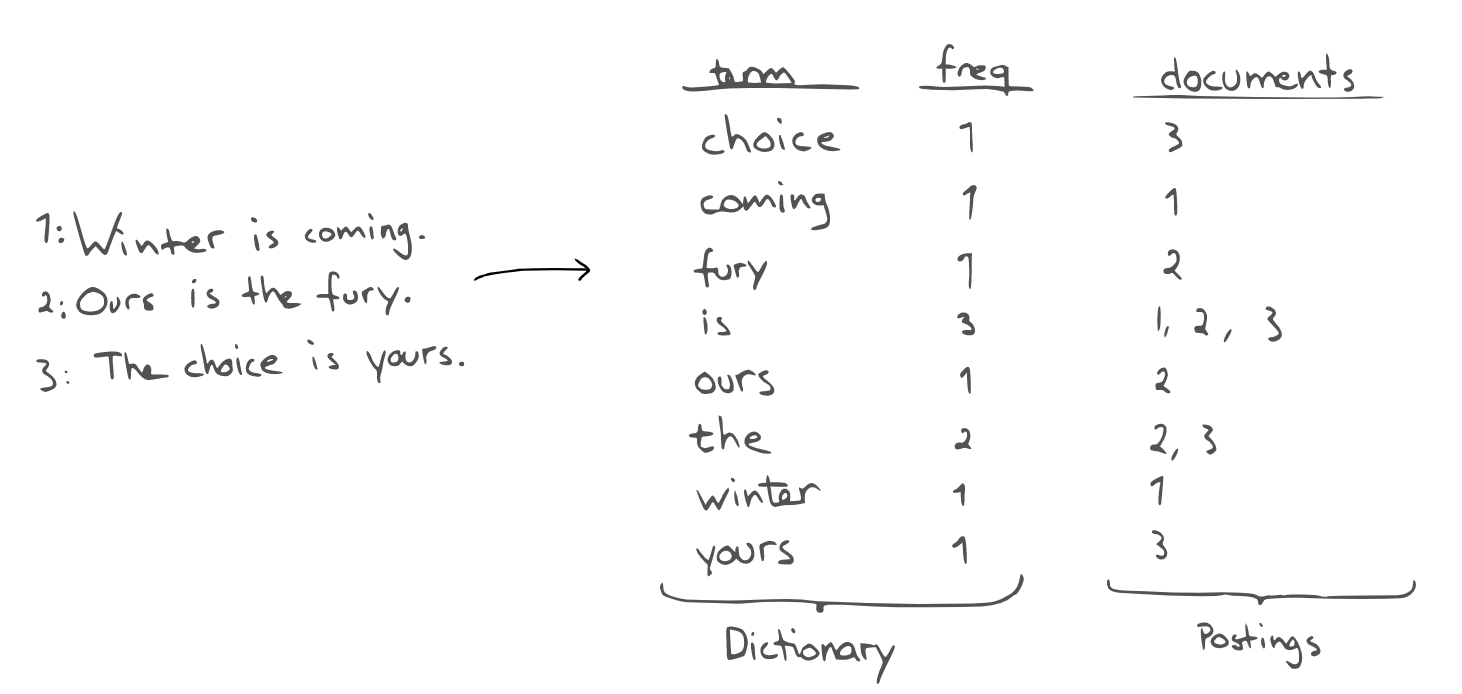 1: Winter is coming.
2: Ours is the fury.
3: The choice is yours.
term freq documents
choice 1 3
coming 1 1
fury 1 2
is 3 1, 2, 3
ours 1 2
the 2 2, 3
winter 1 1
yours 1 3
Dictionary Postings